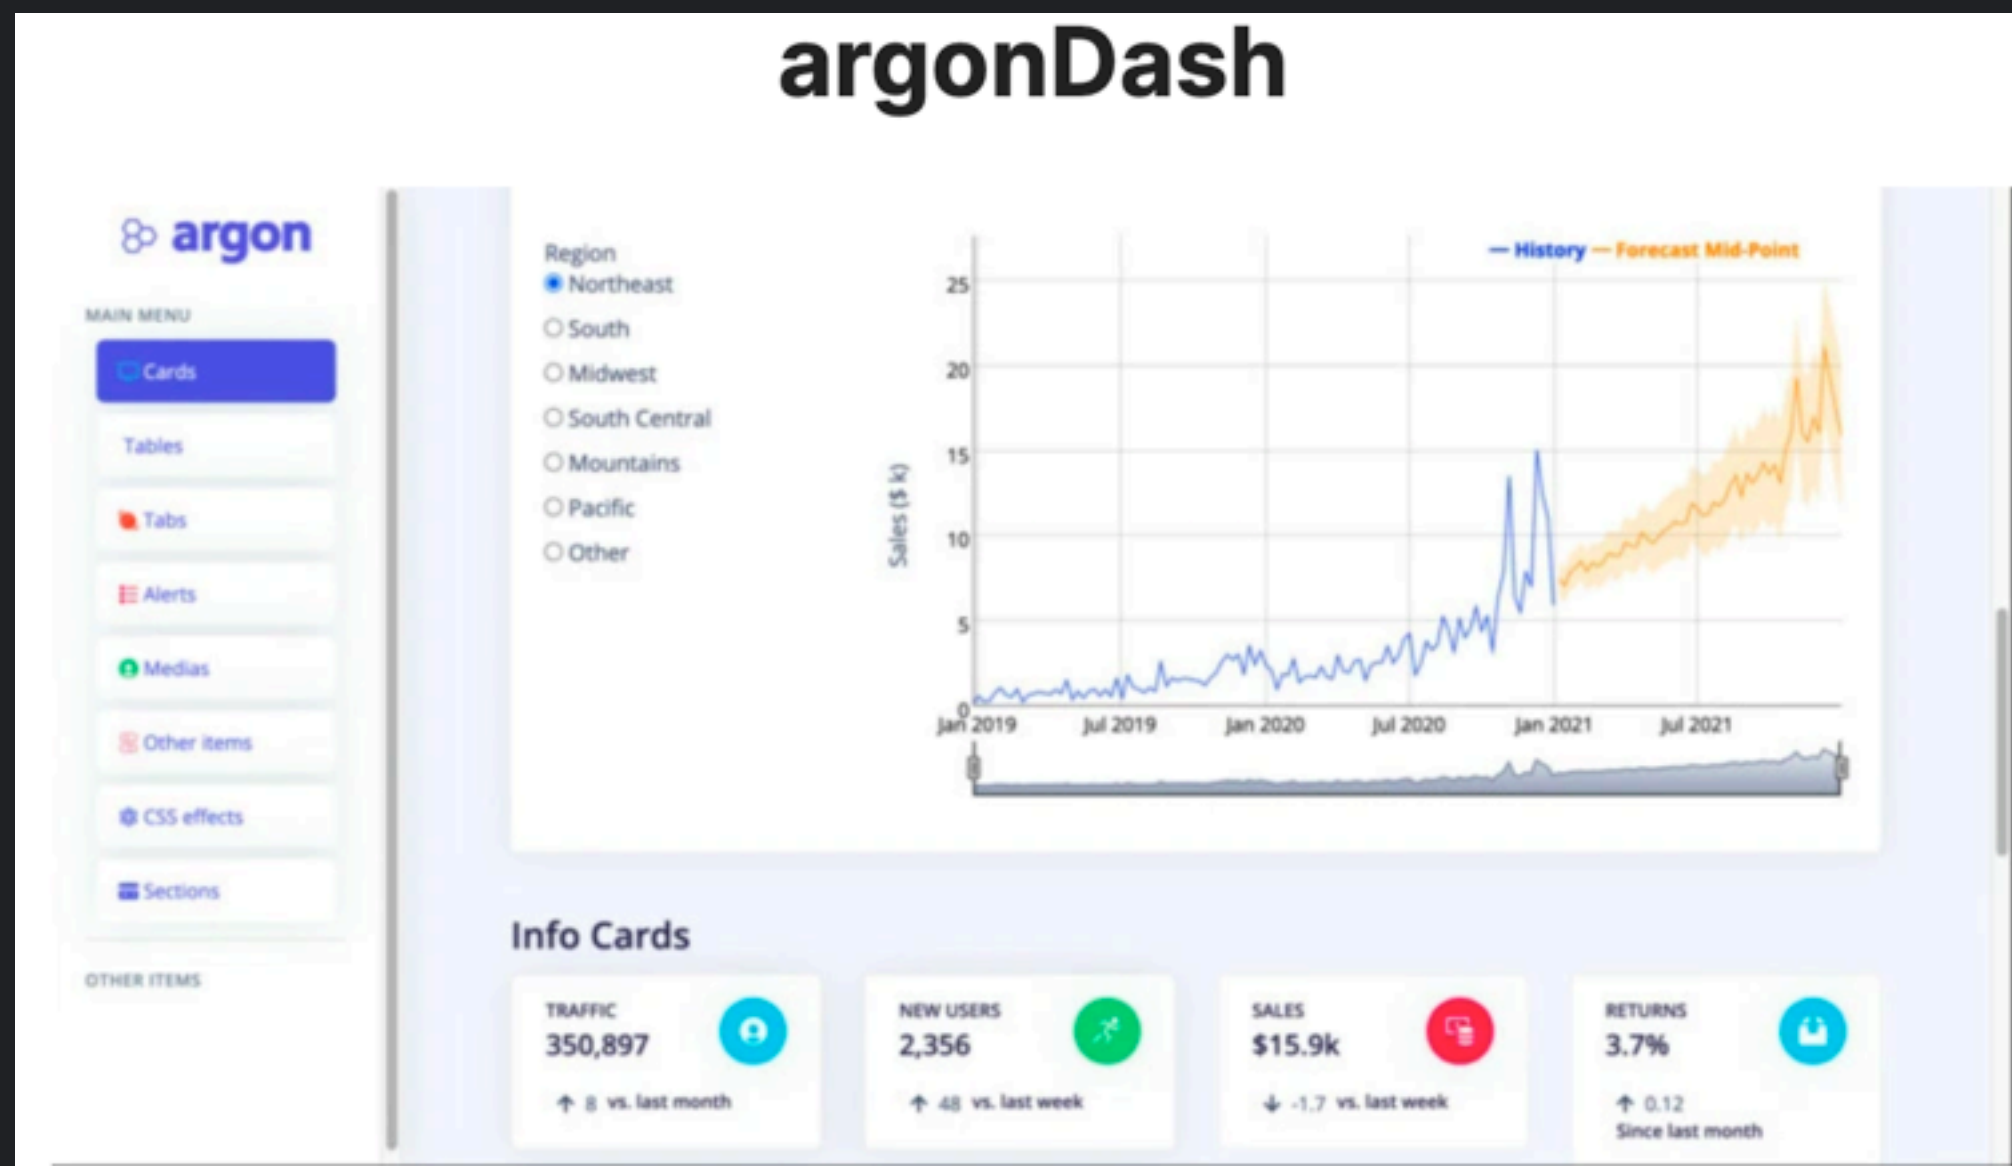 argonDash
argon
MAIN MENU
Cards
Tables
Tabs
Alerts
Medias
Other items
CSS effects
Sections
OTHER ITEMS
Region
Northeast
South
Midwest
South Central
Mountains
Pacific
Other
History Forecast Mid-Point
Sales ($ k)
25
20
15
10
5
0
Jan 2019 Jul 2019 Jan 2020 Jul 2020 Jan 2021 Jul 2021
Info Cards
TRAFFIC
350,897
8 vs. last month
NEW USERS
2,356
48 vs. last week
SALES
$15.9k
-1.7 vs. last week
RETURNS
3.7%
0.12
Since last month